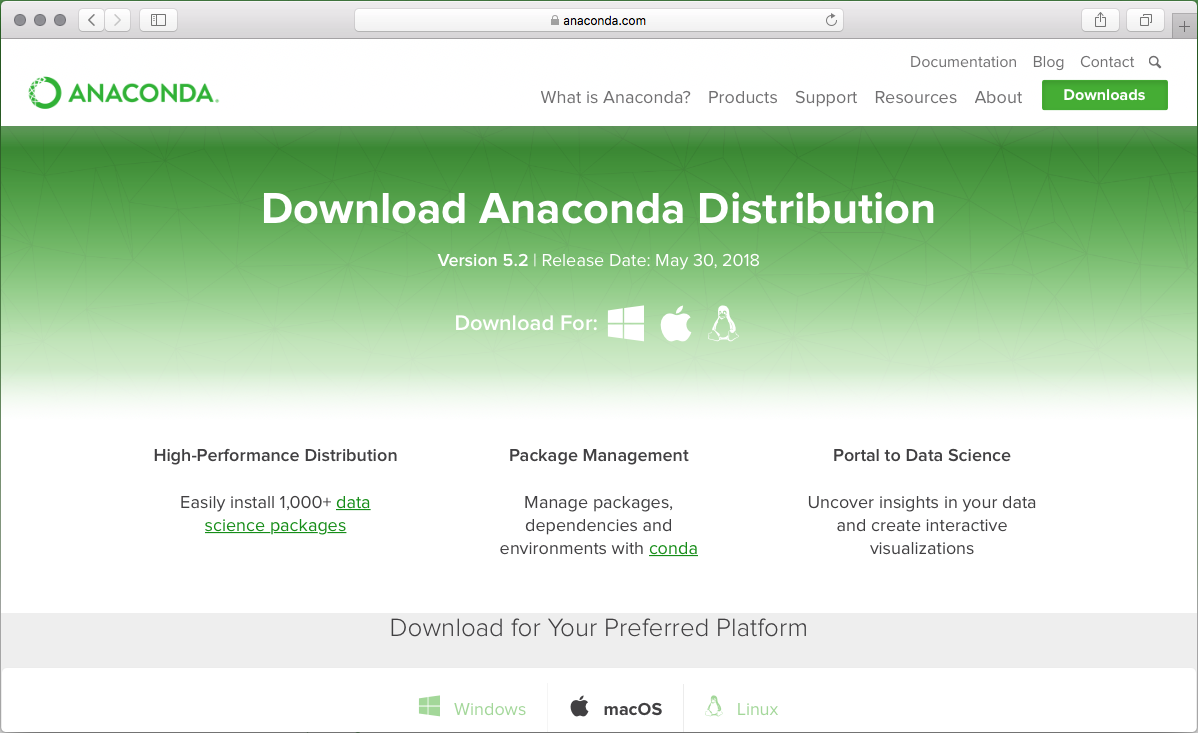 anaconda.com
Documentation Blog Contact
ANACONDA.
What is Anaconda? Products Support Resources About Downloads
Download Anaconda Distribution
Version 5.2 | Release Date: May 30, 2018
Download For:
High-Performance Distribution
Easily install 1,000+ data
science packages
Package Management
Manage packages,
dependencies and
environments with conda
Portal to Data Science
Uncover insights in your data
and create interactive
visualizations
Download for Your Preferred Platform
Windows macOS Linux